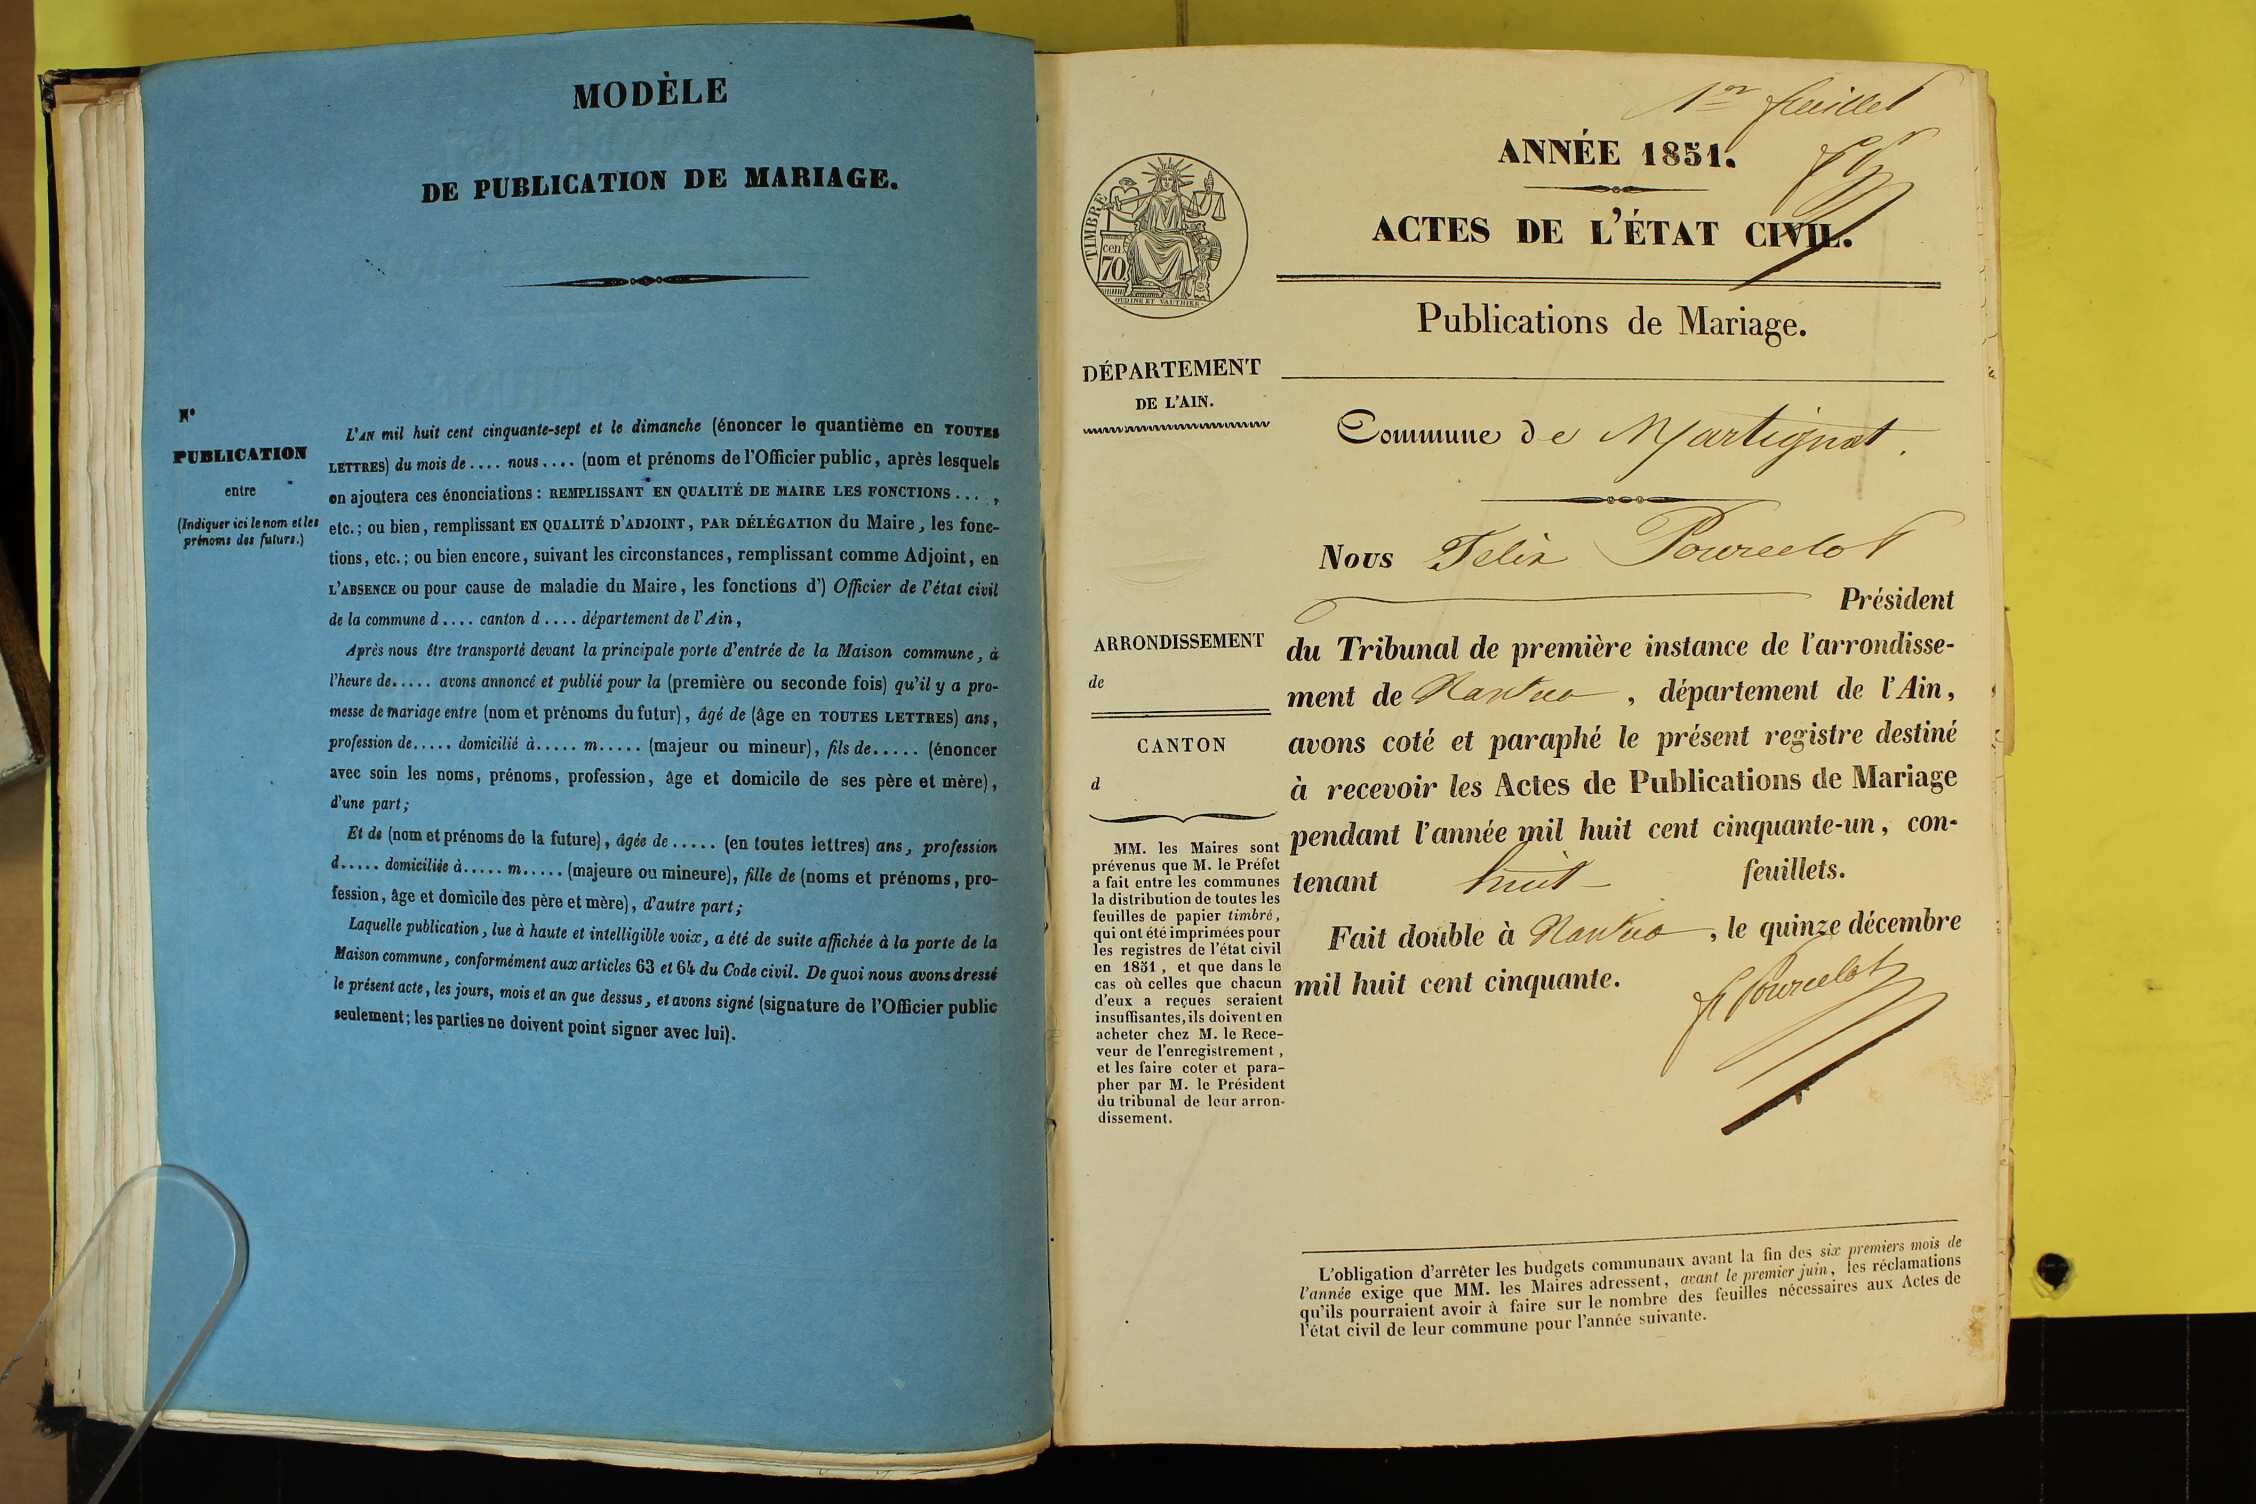 MODÈLE
DE PUBLICATION DE MARIAGE.
N°
PUBLICATION
entre
(Indiquer ici le nom et les
prénoms des futurs.)
L'AN mil huit cent cinquante-sept et le dimanche (énoncer le quantième en TOUTES
LETTRES) du mois de .... nous .... (nom et prénoms de l'Officier public, après lesquels
on ajoutera ces énonciations : REMPLISSANT EN QUALITÉ DE MAIRE LES FONCTIONS ... ,
etc.; ou bien, remplissant EN QUALITÉ D'ADJOINT, PAR DÉLÉGATION du Maire, les fonc-
tions, etc.; ou bien encore, suivant les circonstances, remplissant comme Adjoint, en
L'ABSENCE ou pour cause de maladie du Maire, les fonctions d') Officier de l'état civil
de la commune d .... canton d .... département de l'Ain,
Après nous être transporté devant la principale porte d'entrée de la Maison commune, à
l'heure de..... avons annoncé et publié pour la (première ou seconde fois) qu'il y a pro-
messe de mariage entre (nom et prénoms du futur), âgé de (âge en TOUTES LETTRES) ans,
profession de..... domicilié à..... m..... (majeur ou mineur), fils de..... (énoncer
avec soin les noms, prénoms, profession, âge et domicile de ses père et mère),
d'une part;
Et de (nom et prénoms de la future), âgée de ..... (en toutes lettres) ans, profession
d..... domiciliée à..... m..... (majeure ou mineure), fille de (noms et prénoms, pro-
fession, âge et domicile des père et mère), d'autre part;
Laquelle publication, lue à haute et intelligible voix, a été de suite affichée à la porte de la
Maison commune, conformément aux articles 63 et 64 du Code civil. De quoi nous avons dressé
le présent acte, les jours, mois et an que dessus, et avons signé (signature de l'Officier public
seulement; les parties ne doivent point signer avec lui).
1er feuillet
ANNÉE 1851.
ACTES DE L'ÉTAT CIVIL.
TIMBRE
cen
70
OUDINE ET VAUTHIER
Publications de Mariage.
DÉPARTEMENT
DE L'AIN.
Commune de Martignat.
Nous Felix Pourcelot
Président
ARRONDISSEMENT
de
CANTON
d
du Tribunal de première instance de l'arrondisse-
ment de Nantua, département de l'Ain,
avons coté et paraphé le présent registre destiné
à recevoir les Actes de Publications de Mariage
pendant l'année mil huit cent cinquante-un, con-
tenant huit feuillets.
Fait double à Nantua, le quinze décembre
mil huit cent cinquante.
F Pourcelot
MM. les Maires sont
prévenus que M. le Préfet
a fait entre les communes
la distribution de toutes les
feuilles de papier timbré,
qui ont été imprimées pour
les registres de l'état civil
en 1851, et que dans le
cas où celles que chacun
d'eux a reçues seraient
insuffisantes, ils doivent en
acheter chez M. le Rece-
veur de l'enregistrement,
et les faire coter et para-
pher par M. le Président
du tribunal de leur arron-
dissement.
L'obligation d'arrêter les budgets communaux avant la fin des six premiers mois de
l'année exige que MM. les Maires adressent, avant le premier juin, les réclamations
qu'ils pourraient avoir à faire sur le nombre des feuilles nécessaires aux Actes de
l'état civil de leur commune pour l'année suivante.